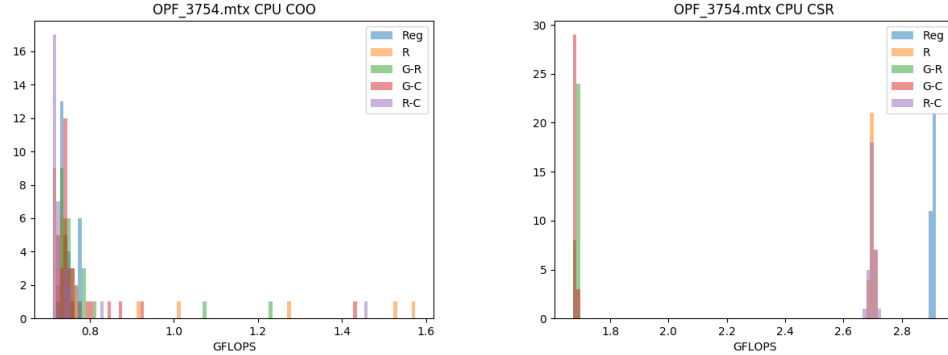 OPF_3754.mtx CPU COO
16
14
12
10
8
6
4
2
0
0.8
1.0
1.2
1.4
1.6
GFLOPS
Reg
R
G-R
G-C
R-C
OPF_3754.mtx CPU CSR
30
25
20
15
10
5
0
1.8
2.0
2.2
2.4
2.6
2.8
GFLOPS
Reg
R
G-R
G-C
R-C